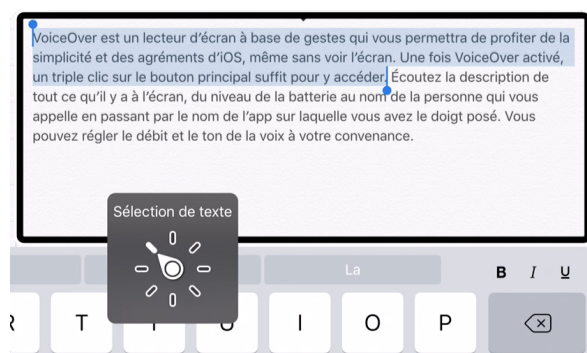 VoiceOver est un lecteur d'écran à base de gestes qui vous permettra de profiter de la
simplicité et des agréments d'iOS, même sans voir l'écran. Une fois VoiceOver activé,
un triple clic sur le bouton principal suffit pour y accéder. Écoutez la description de
tout ce qu'il y a à l'écran, du niveau de la batterie au nom de la personne qui vous
appelle en passant par le nom de l'app sur laquelle vous avez le doigt posé. Vous
pouvez régler le débit et le ton de la voix à votre convenance.
Sélection de texte
La
B I U
T I O P